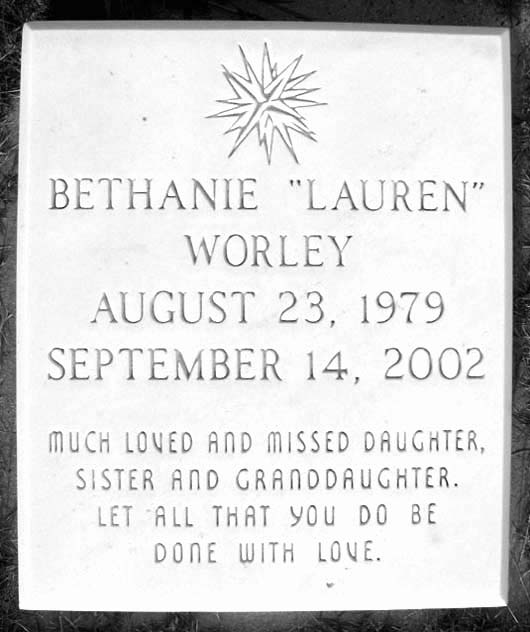 BETHANIE "LAUREN"
WORLEY
AUGUST 23, 1979
SEPTEMBER 14, 2002
MUCH LOVED AND MISSED DAUGHTER,
SISTER AND GRANDDAUGHTER.
LET ALL THAT YOU DO BE
DONE WITH LOVE.